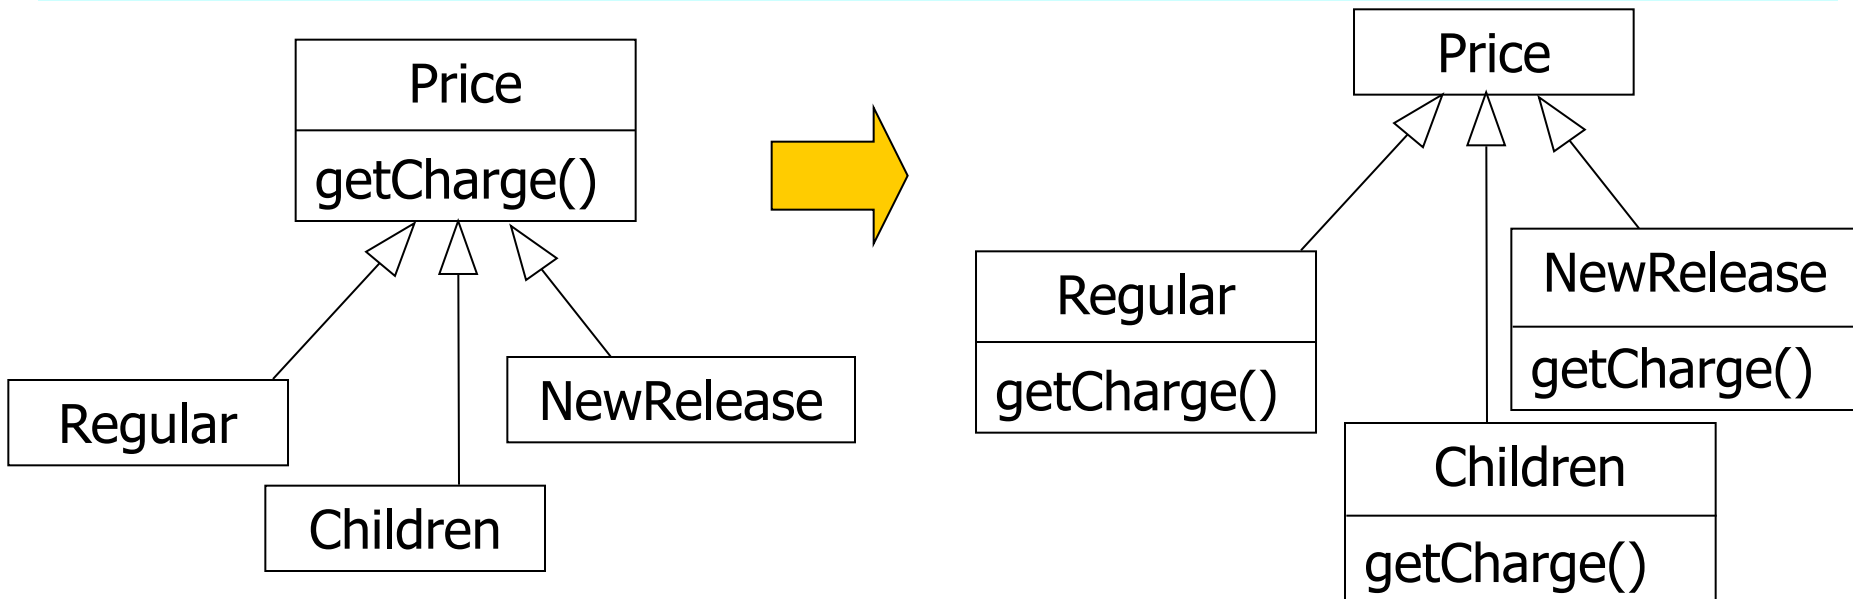 Price
getCharge()
Regular
NewRelease
Children
Price
Regular
getCharge()
NewRelease
getCharge()
Children
getCharge()